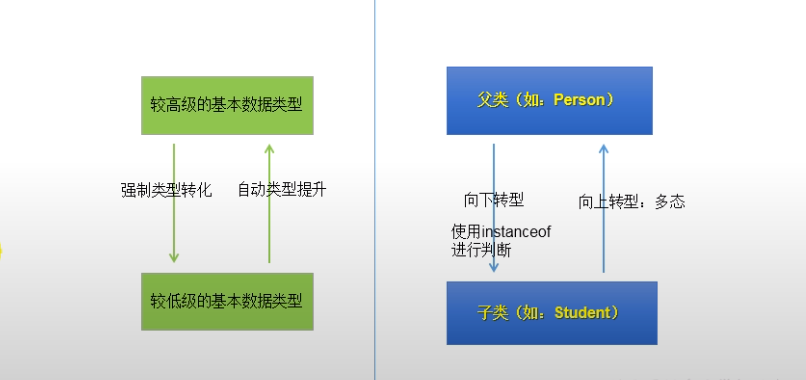 较高级的基本数据类型
强制类型转化
自动类型提升
较低级的基本数据类型
父类（如：Person）
向下转型
使用instanceof
进行判断
向上转型：多态
子类（如：Student）